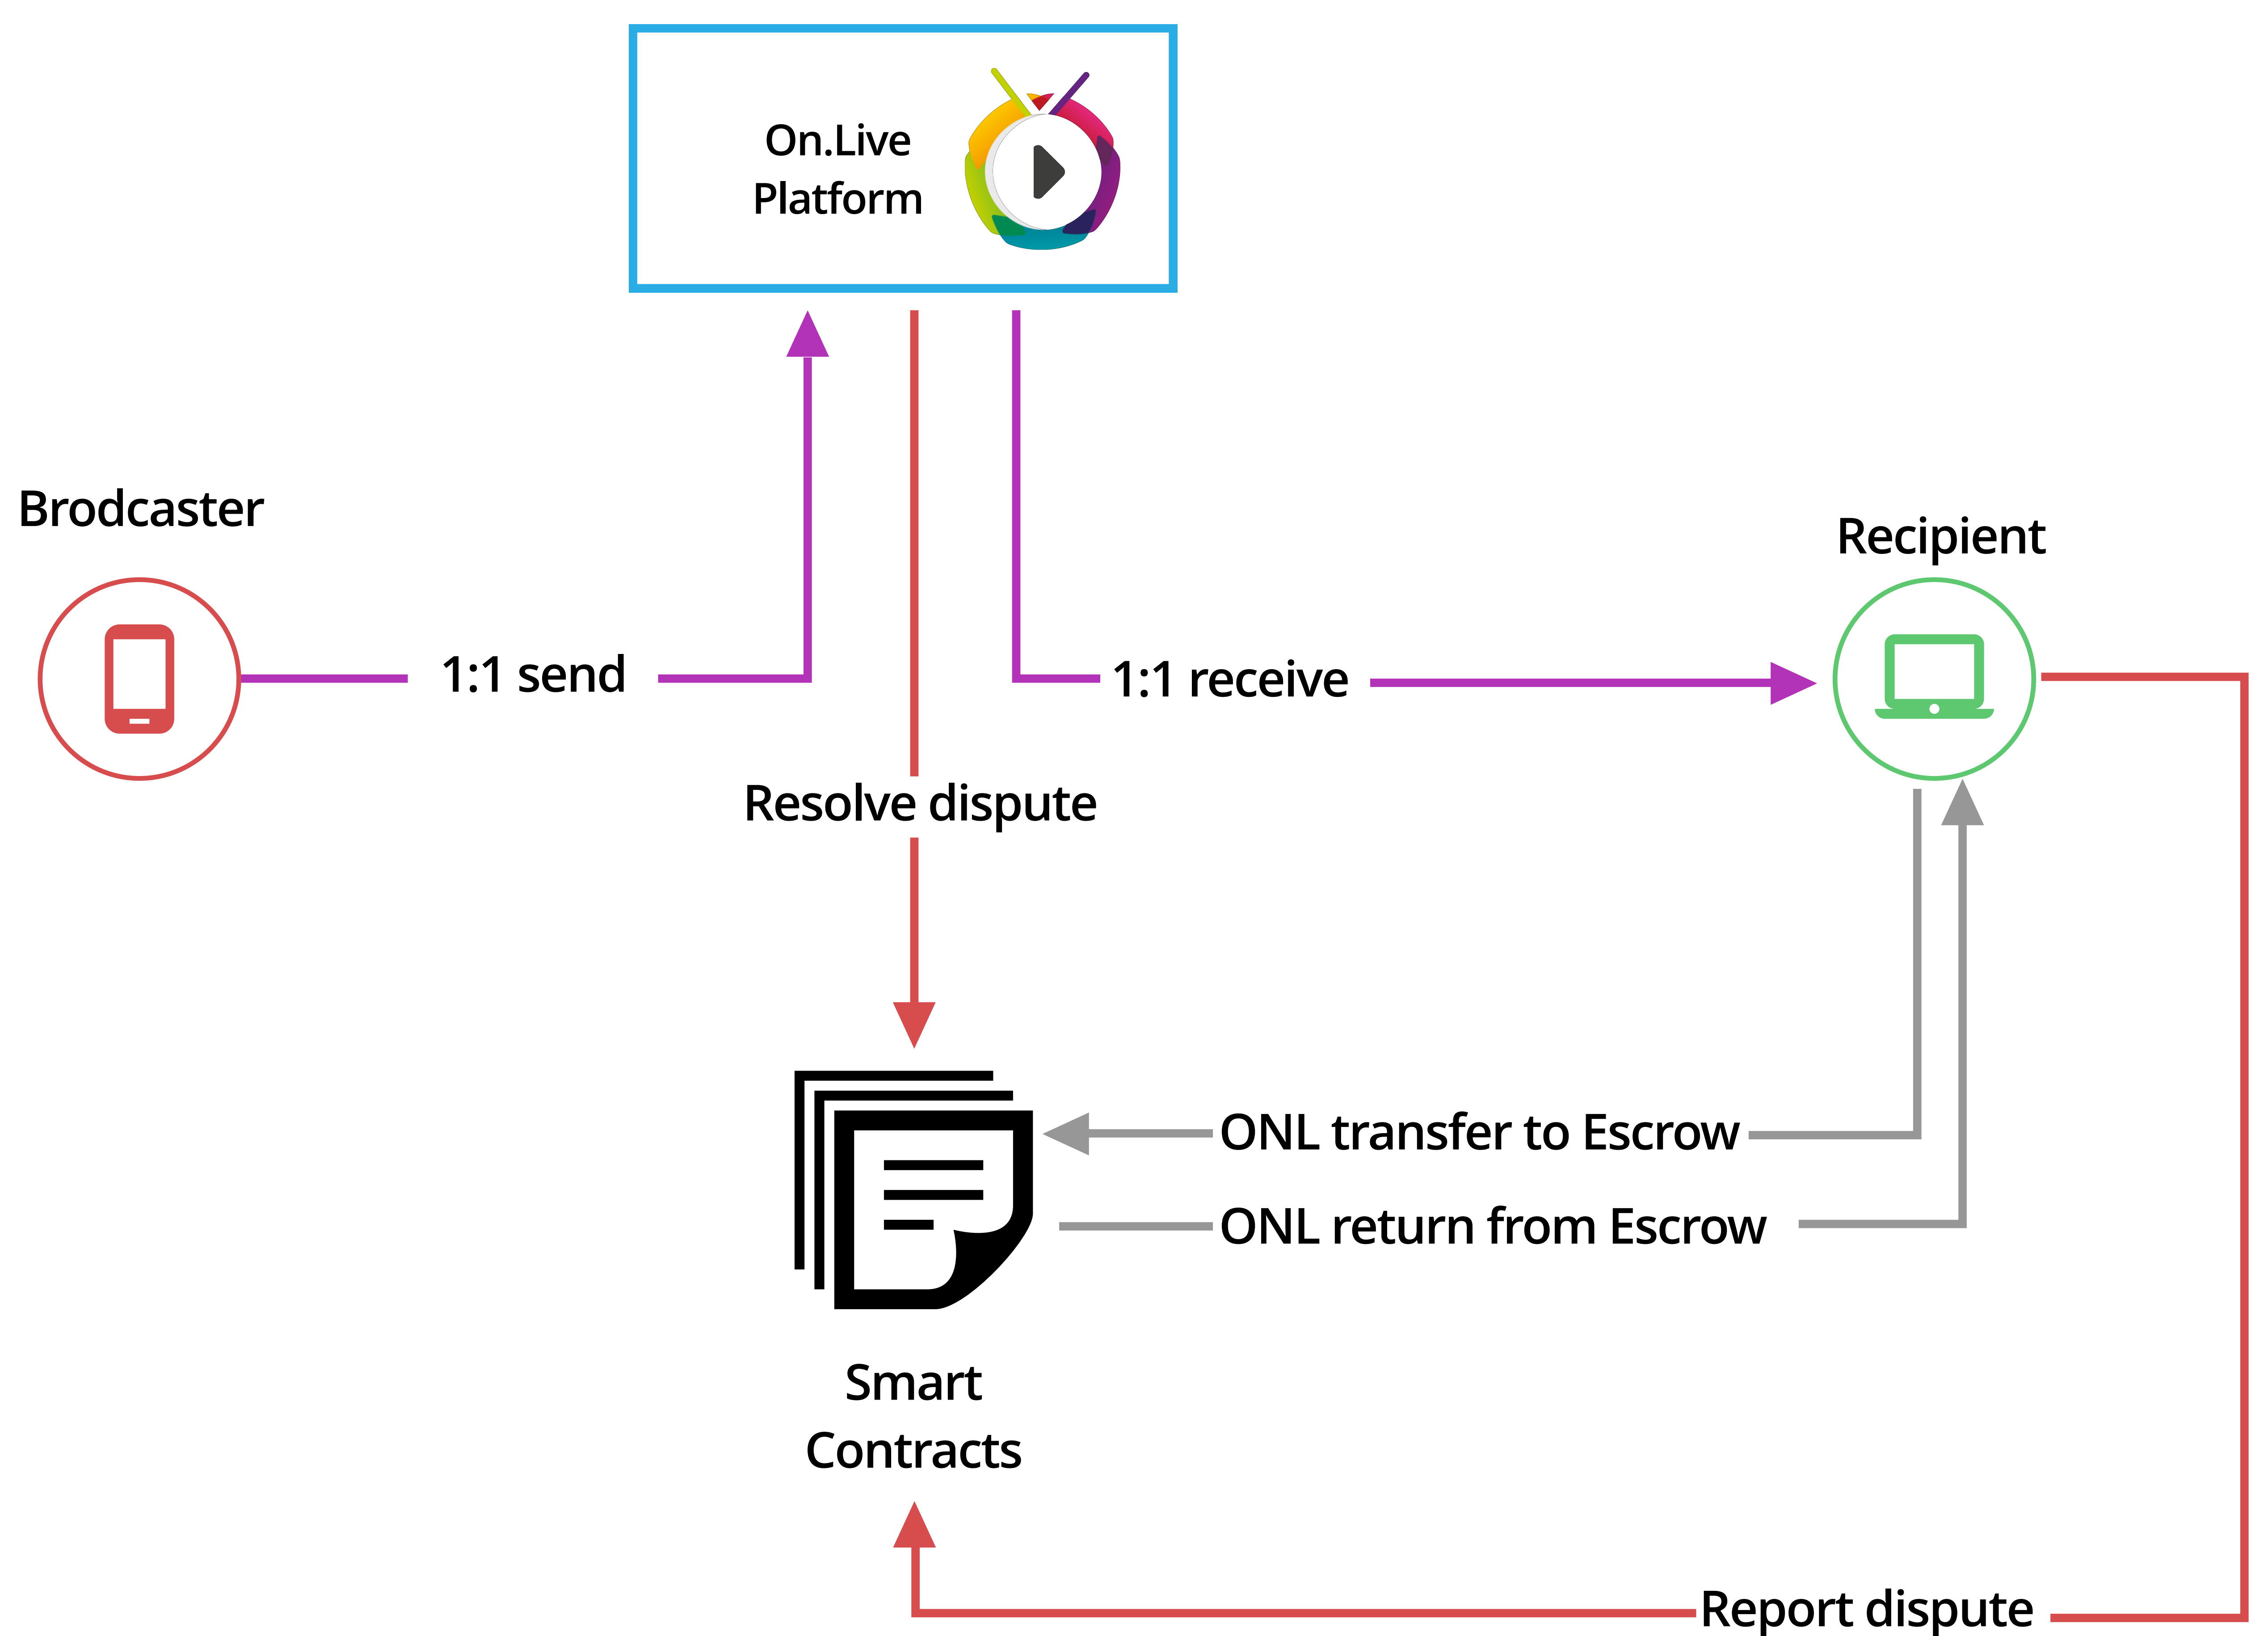 On.Live
Platform
Brodcaster
Recipient
1:1 send
1:1 receive
Resolve dispute
ONL transfer to Escrow
ONL return from Escrow
Smart
Contracts
Report dispute